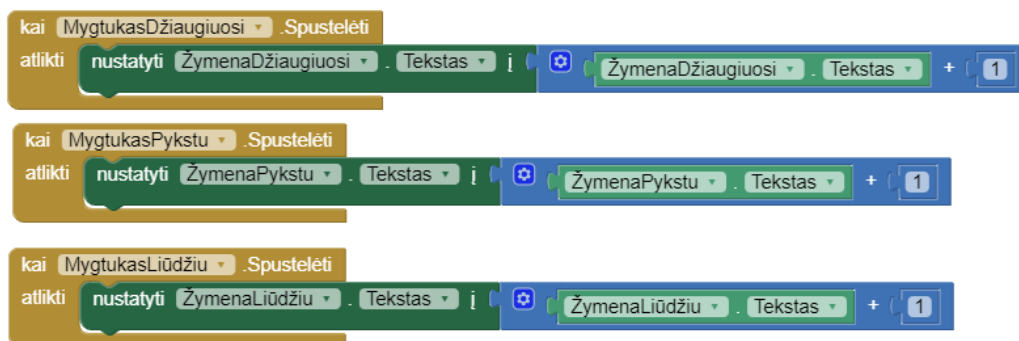 kai MygtukasDžiaugiuosi .Spustelėti
atlikti nustatyti ŽymenaDžiaugiuosi . Tekstas į ŽymenaDžiaugiuosi . Tekstas + 1
kai MygtukasPykstu .Spustelėti
atlikti nustatyti ŽymenaPykstu . Tekstas į ŽymenaPykstu . Tekstas + 1
kai MygtukasLiūdžiu .Spustelėti
atlikti nustatyti ŽymenaLiūdžiu . Tekstas į ŽymenaLiūdžiu . Tekstas + 1